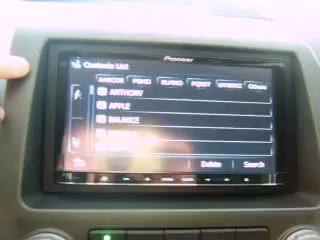 Pioneer
Contacts List
ABCDE FGHIJ KLMNO PQRST UVWXYZ Others
ANTHONY
APPLE
BALANCE
Delete Search